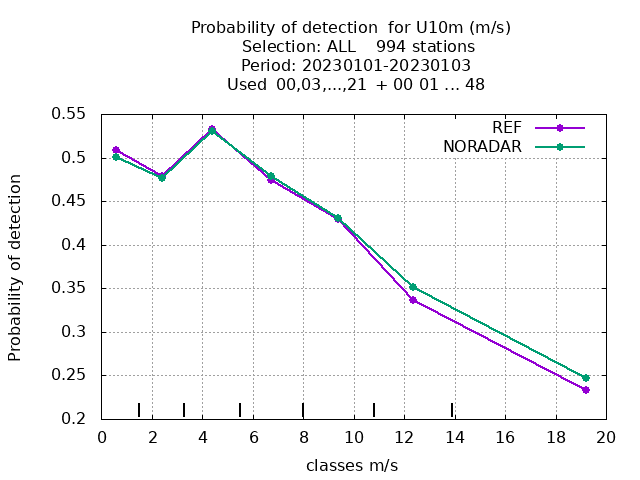 Probability of detection  for U10m (m/s)
Selection: ALL    994 stations
Period: 20230101-20230103
Used  00,03,...,21  + 00 01 ... 48
0.55
0.5
0.45
0.4
0.35
0.3
0.25
0.2
Probability of detection
REF
NORADAR
0 2 4 6 8 10 12 14 16 18 20
classes m/s